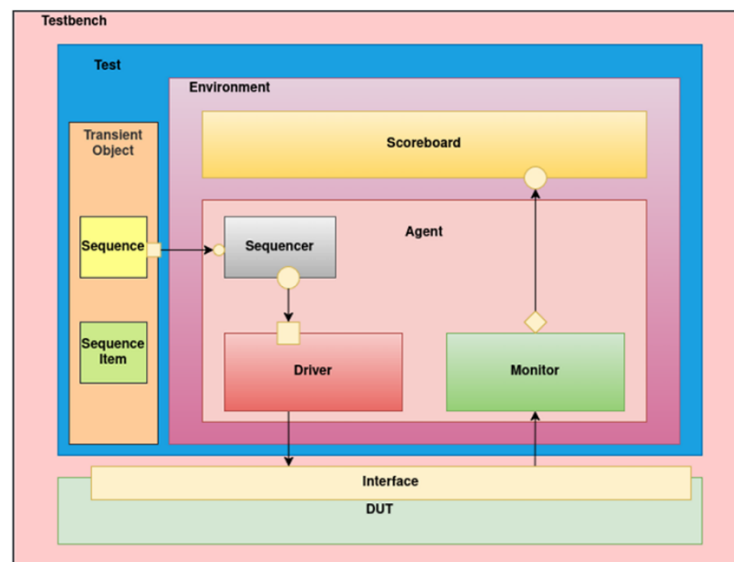 Testbench
Test
Environment
Transient
Object
Scoreboard
Agent
Sequence
Sequencer
Sequence
Item
Driver
Monitor
Interface
DUT